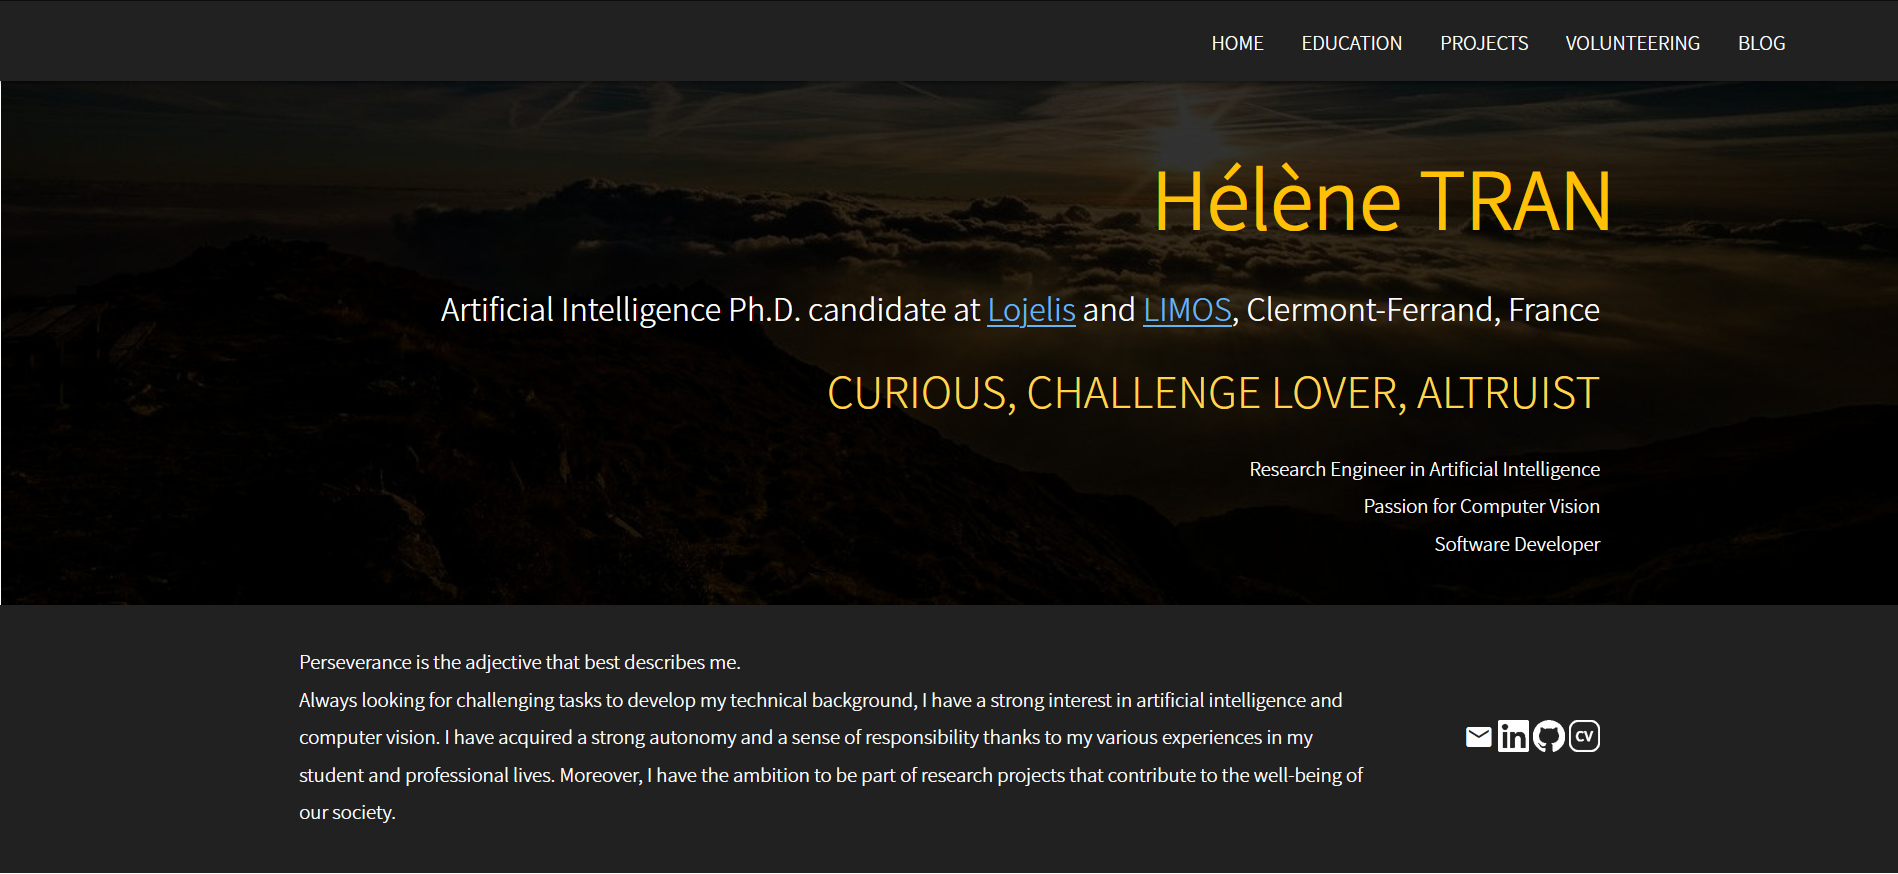 HOME EDUCATION PROJECTS VOLUNTEERING BLOG
Hélène TRAN
Artificial Intelligence Ph.D. candidate at Lojelis and LIMOS, Clermont-Ferrand, France
CURIOUS, CHALLENGE LOVER, ALTRUIST
Research Engineer in Artificial Intelligence
Passion for Computer Vision
Software Developer
Perseverance is the adjective that best describes me.
Always looking for challenging tasks to develop my technical background, I have a strong interest in artificial intelligence and
computer vision. I have acquired a strong autonomy and a sense of responsibility thanks to my various experiences in my
student and professional lives. Moreover, I have the ambition to be part of research projects that contribute to the well-being of
our society.
in CV